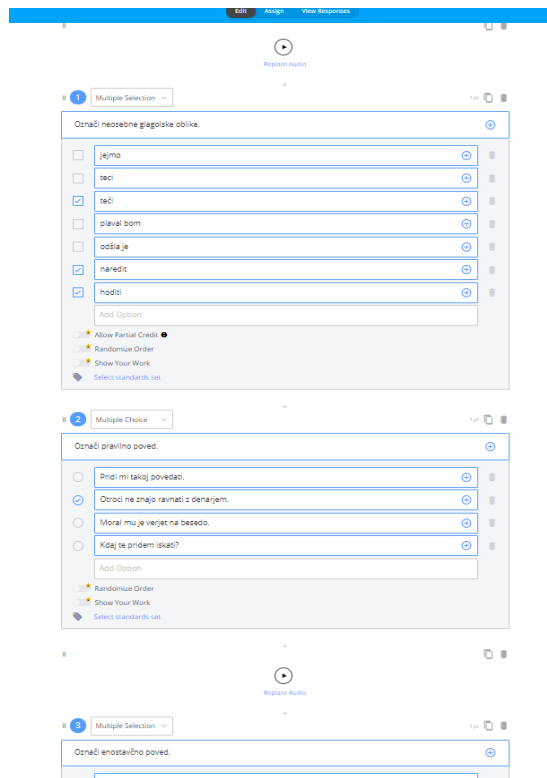 Edit Assign View Responses
Replace Audio
1 Multiple Selection 1 pt
Označi neosebne glagolske oblike.
jejmo
teci
teči
plaval bom
odšla je
naredit
hoditi
Add Option
Allow Partial Credit
Randomize Order
Show Your Work
Select standards set
2 Multiple Choice 1 pt
Označi pravilno poved.
Pridi mi takoj povedati.
Otroci ne znajo ravnati z denarjem.
Moral mu je verjet na besedo.
Kdaj te pridem iskati?
Add Option
Randomize Order
Show Your Work
Select standards set
Replace Audio
3 Multiple Selection 1 pt
Označi enostavčno poved.